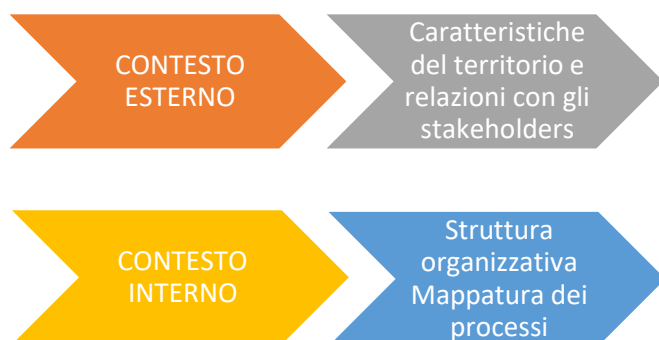 CONTESTO
ESTERNO
Caratteristiche
del territorio e
relazioni con gli
stakeholders
CONTESTO
INTERNO
Struttura
organizzativa
Mappatura dei
processi